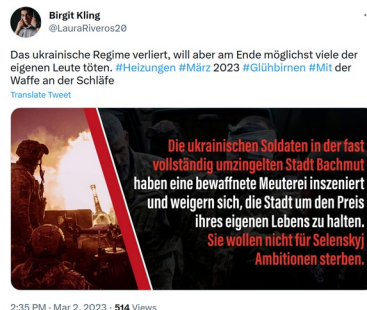 Birgit Kling
@LauraRiveros20
Das ukrainische Regime verliert, will aber am Ende möglichst viele der
eigenen Leute töten. #Heizungen #März 2023 #Glühbirnen #Mit der
Waffe an der Schläfe
Translate Tweet
Die ukrainischen Soldaten in der fast
vollständig umzingelten Stadt Bachmut
haben eine bewaffnete Meuterei inszeniert
und weigern sich, die Stadt um den Preis
ihres eigenen Lebens zu halten.
Sie wollen nicht für Selenskyj
Ambitionen sterben.
2:35 PM · Mar 2, 2023 · 514 Views